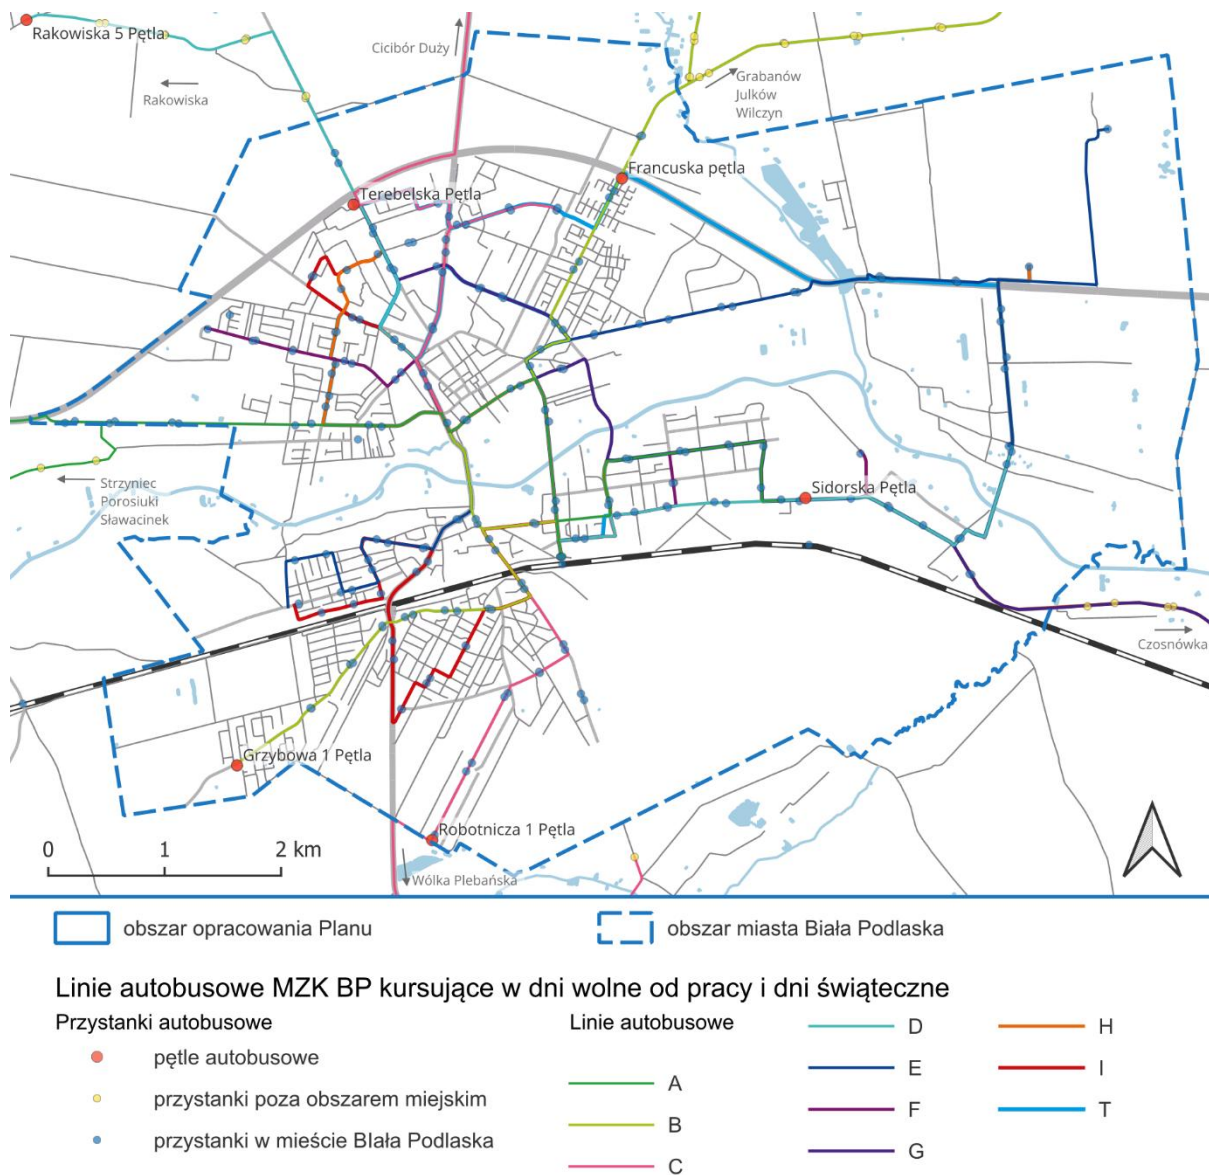 Rakowiska 5 Pętla
Cicibór Duży
Rakowiska
Grabanów
Julków
Wilczyn
Francuska pętla
Terebelska Pętla
Strzyniec
Porosiuki
Sławacinek
Sidorska Pętla
Czosnówka
Grzybowa 1 Pętla
Robotnicza 1 Pętla
Wólka Plebańska
0 1 2 km
obszar opracowania Planu
obszar miasta Biała Podlaska
Linie autobusowe MZK BP kursujące w dni wolne od pracy i dni świąteczne
Przystanki autobusowe
pętle autobusowe
przystanki poza obszarem miejskim
przystanki w mieście BIała Podlaska
Linie autobusowe
A
B
C
D
E
F
G
H
I
T